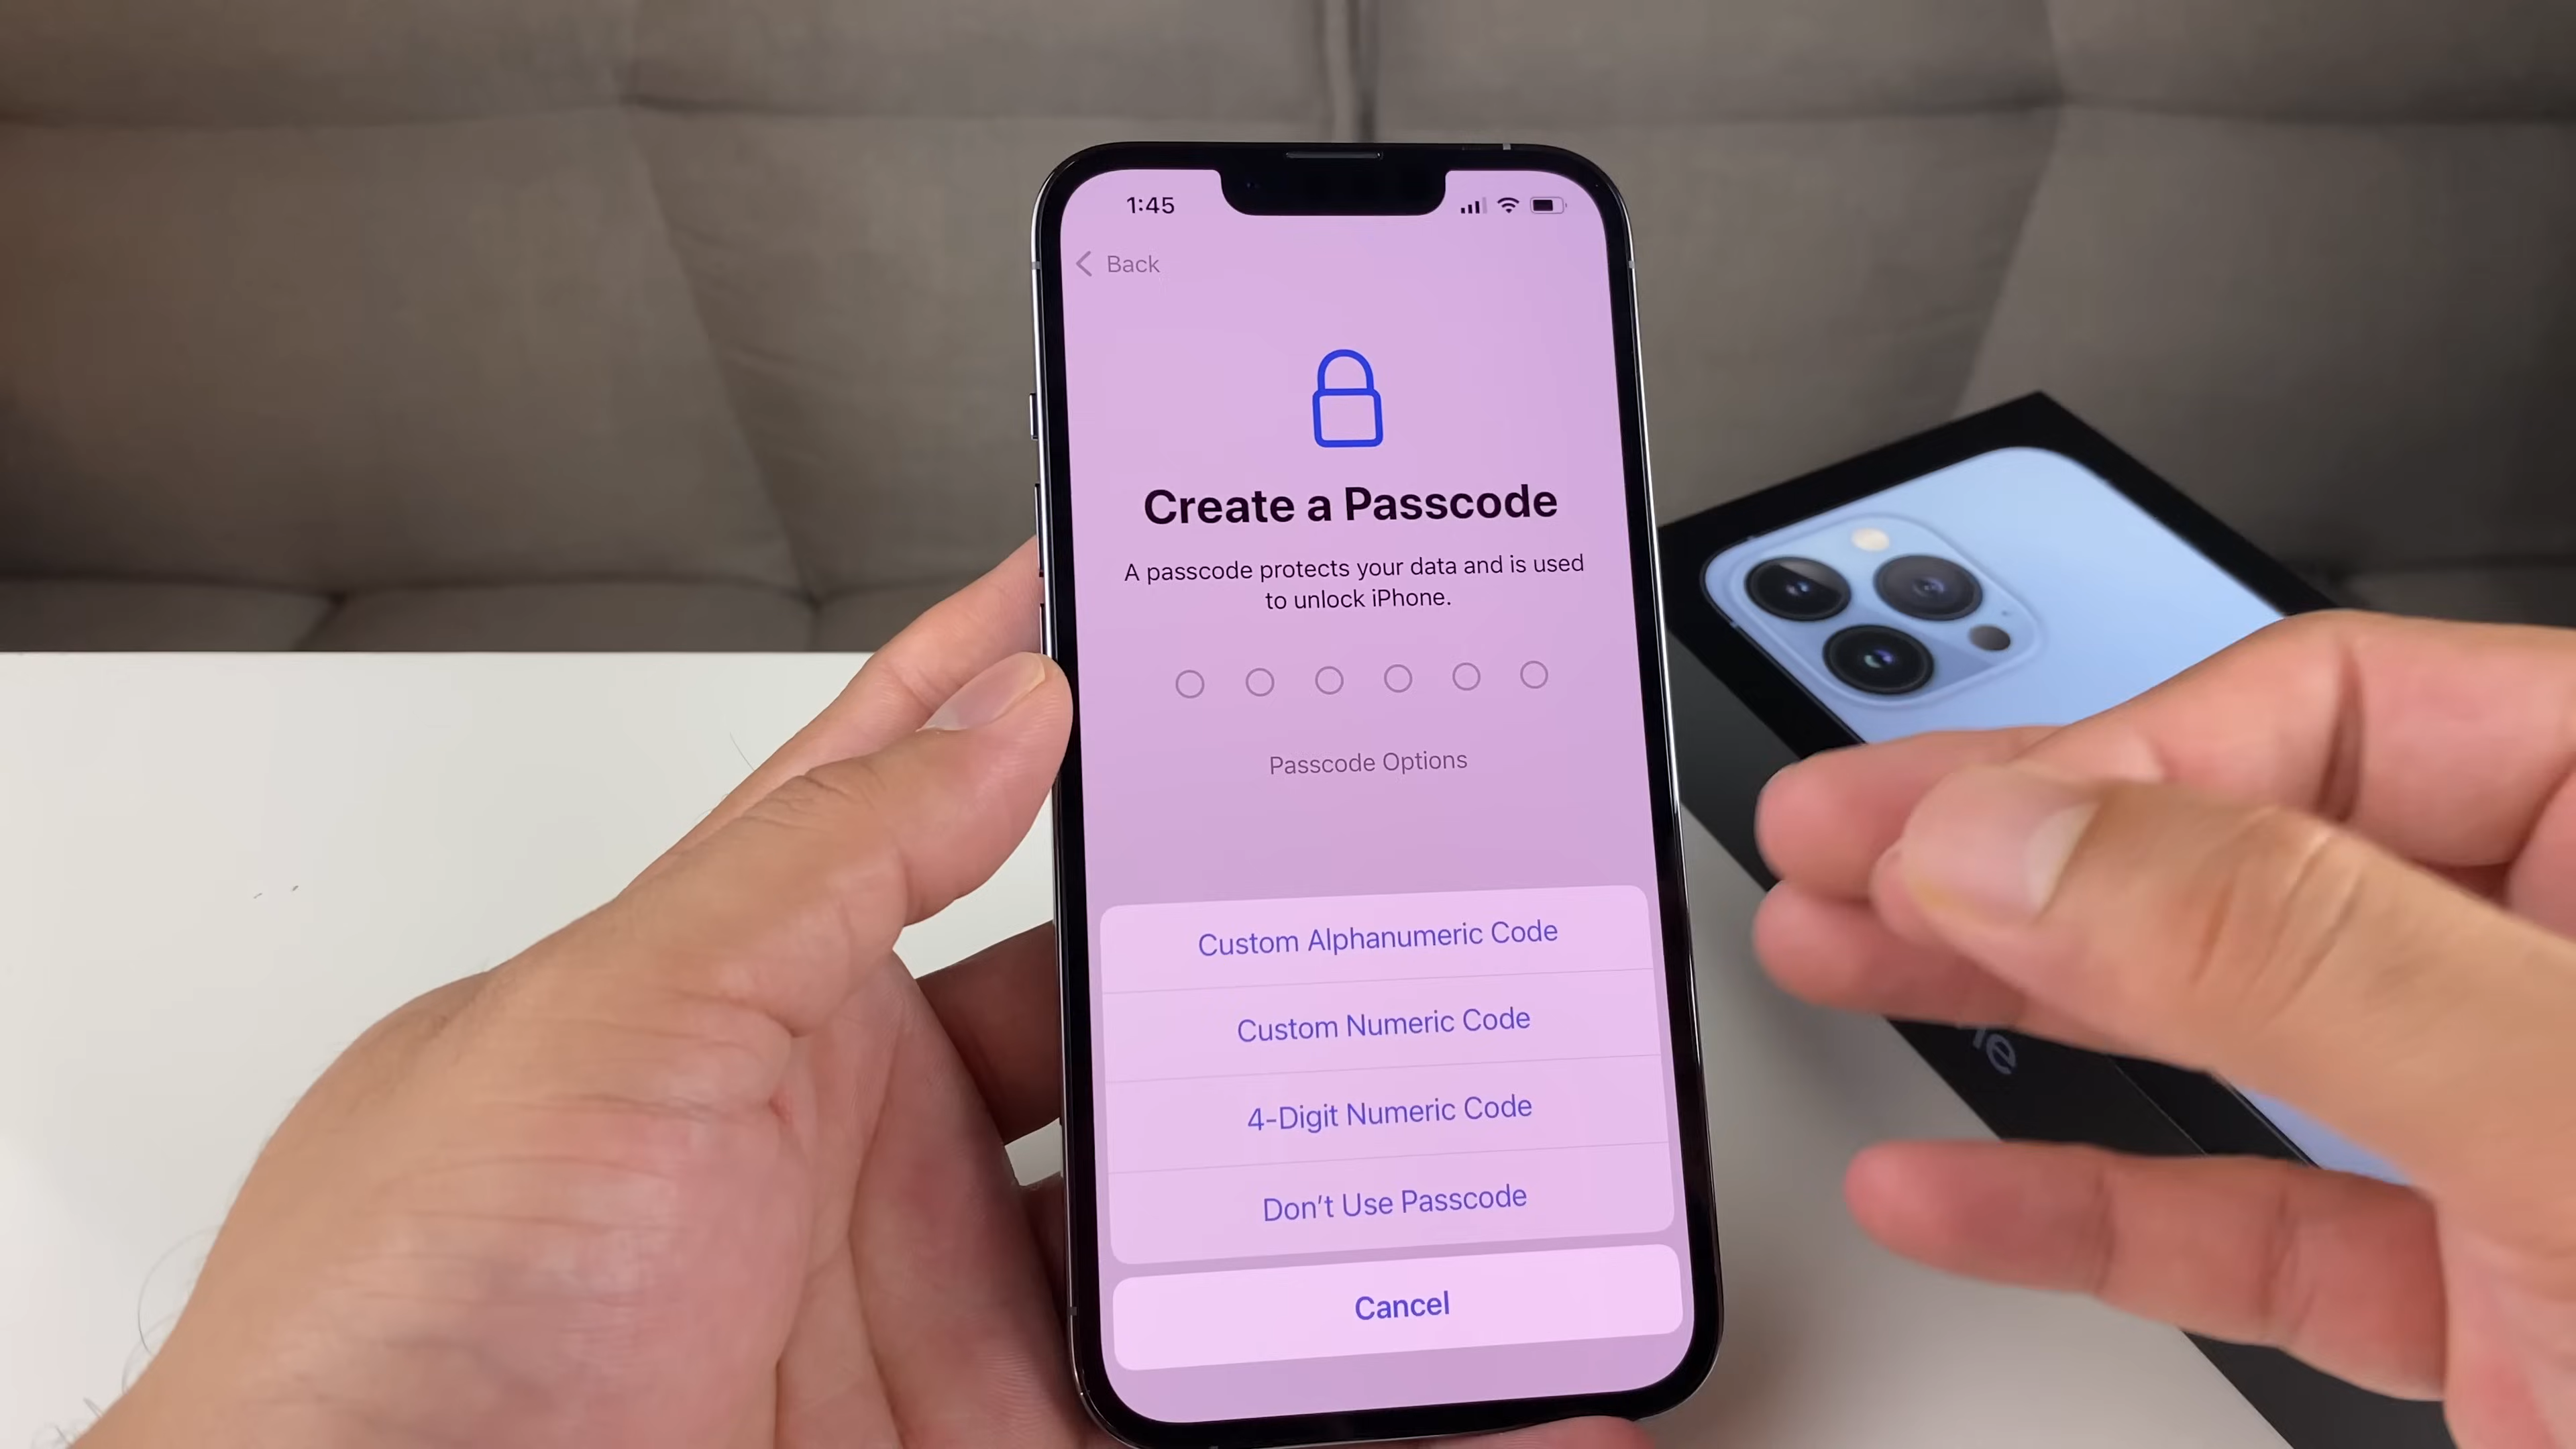 1:45
Back
Create a Passcode
A passcode protects your data and is used
to unlock iPhone.
Passcode Options
Custom Alphanumeric Code
Custom Numeric Code
4-Digit Numeric Code
Don't Use Passcode
Cancel